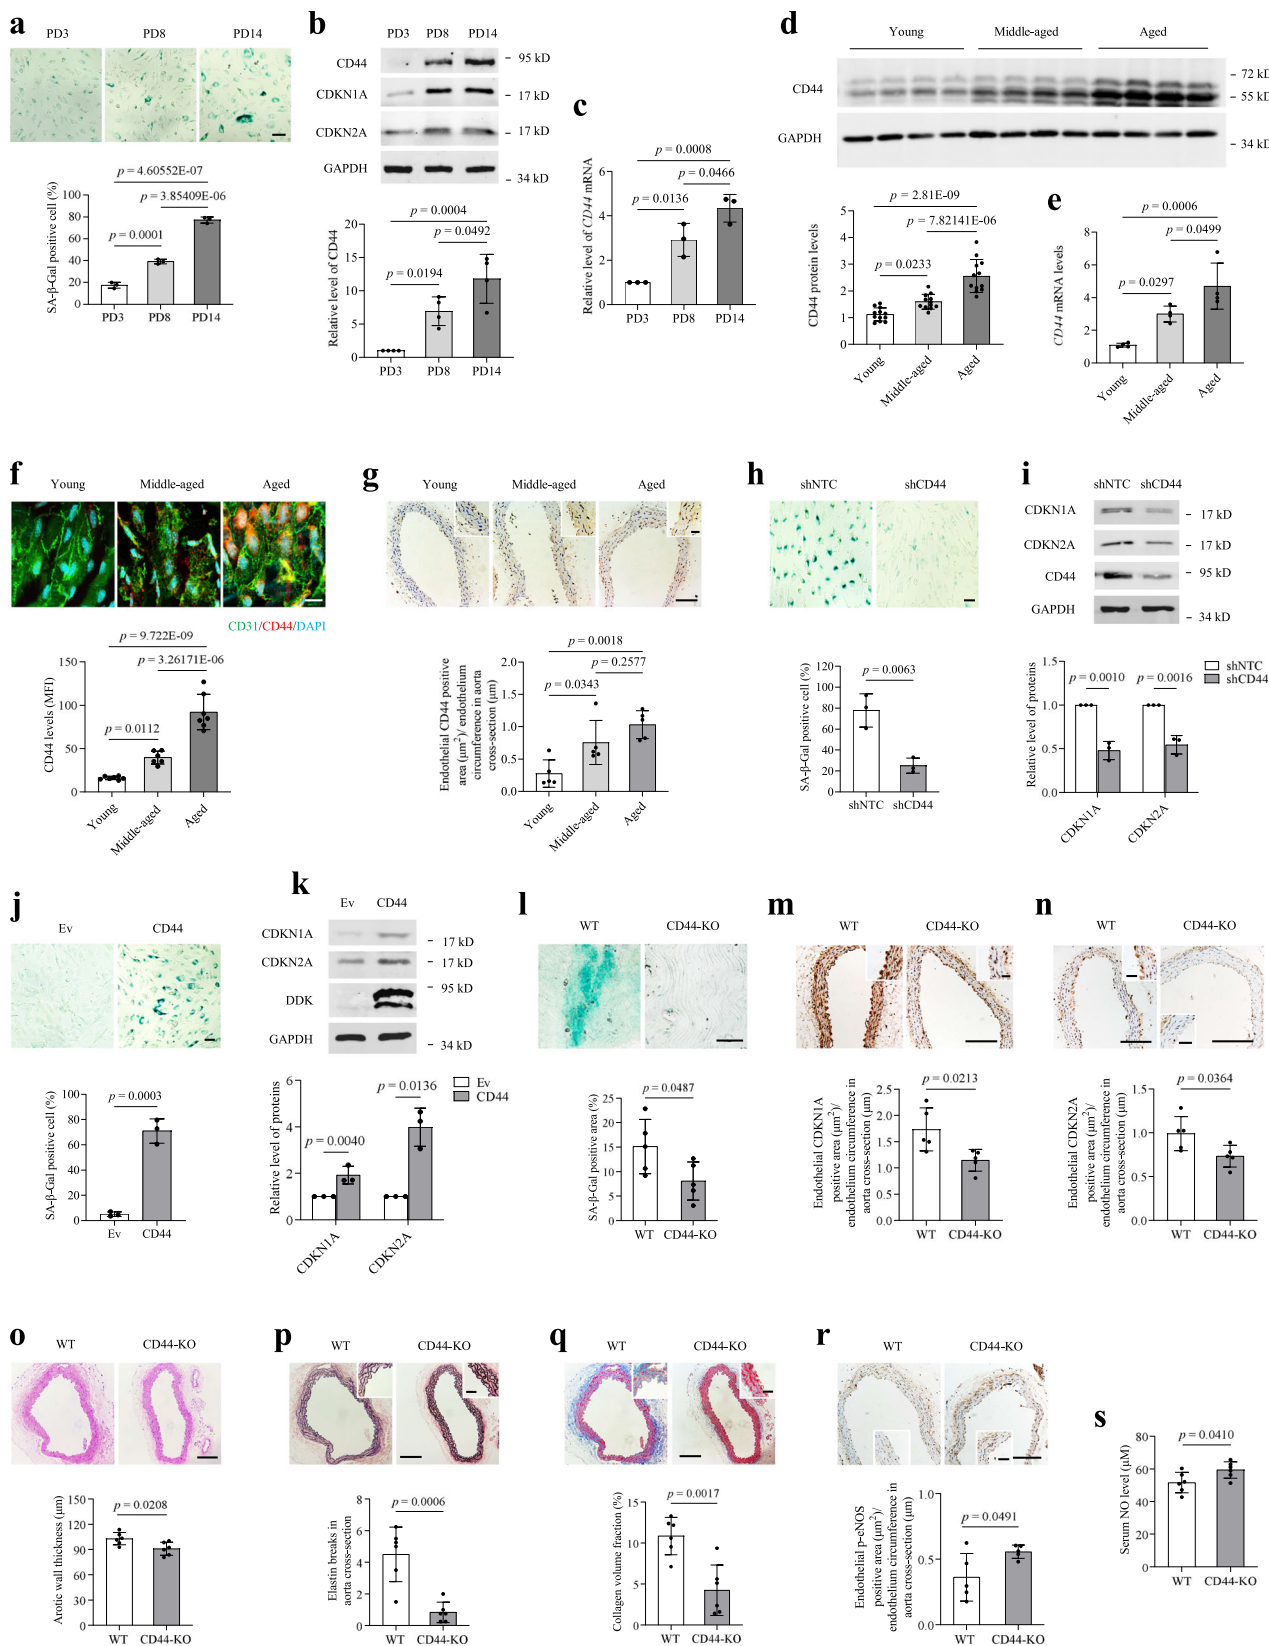 a
PD3 PD8 PD14
p = 4.60552E-07
p = 3.85409E-06
p = 0.0001
SA-β-Gal positive cell (%)
100
80
60
40
20
0
PD3 PD8 PD14
b
PD3 PD8 PD14
CD44 – 95 kD
CDKN1A – 17 kD
CDKN2A – 17 kD
GAPDH – 34 kD
p = 0.0004
p = 0.0492
p = 0.0194
Relative level of CD44
20
15
10
5
0
PD3 PD8 PD14
c
p = 0.0008
p = 0.0466
p = 0.0136
Relative level of CD44 mRNA
6
4
2
0
PD3 PD8 PD14
d
Young Middle-aged Aged
CD44 – 72 kD
– 55 kD
GAPDH – 34 kD
p = 2.81E-09
p = 7.82141E-06
p = 0.0233
CD44 protein levels
4
3
2
1
0
Young Middle-aged Aged
e
p = 0.0006
p = 0.0499
p = 0.0297
CD44 mRNA levels
8
6
4
2
0
Young Middle-aged Aged
f
Young Middle-aged Aged
CD31/CD44/DAPI
p = 9.722E-09
p = 3.26171E-06
p = 0.0112
CD44 levels (MFI)
150
100
50
0
Young Middle-aged Aged
g
Young Middle-aged Aged
p = 0.0018
p = 0.2577
p = 0.0343
Endothelial CD44 positive
area (μm²)/ endothelium
circumference in aorta
cross-section (μm)
2.0
1.5
1.0
0.5
0.0
Young Middle-aged Aged
h
shNTC shCD44
p = 0.0063
SA-β-Gal positive cell (%)
120
100
80
60
40
20
0
shNTC shCD44
i
shNTC shCD44
CDKN1A – 17 kD
CDKN2A – 17 kD
CD44 – 95 kD
GAPDH – 34 kD
shNTC
shCD44
p = 0.0010 p = 0.0016
Relative level of proteins
1.5
1.0
0.5
0.0
CDKN1A CDKN2A
j
Ev CD44
p = 0.0003
SA-β-Gal positive cell (%)
100
80
60
40
20
0
Ev CD44
k
Ev CD44
CDKN1A – 17 kD
CDKN2A – 17 kD
DDK – 95 kD
GAPDH – 34 kD
Ev
CD44
p = 0.0136
p = 0.0040
Relative level of proteins
6
4
2
0
CDKN1A CDKN2A
l
WT CD44-KO
p = 0.0487
SA-β-Gal positive area (%)
25
20
15
10
5
0
WT CD44-KO
m
WT CD44-KO
p = 0.0213
Endothelial CDKN1A
positive area (μm²)/
endothelium circumference in
aorta cross-section (μm)
2.5
2.0
1.5
1.0
0.5
0.0
WT CD44-KO
n
WT CD44-KO
p = 0.0364
Endothelial CDKN2A
positive area (μm²)/
endothelium circumference in
aorta cross-section (μm)
1.5
1.0
0.5
0.0
WT CD44-KO
o
WT CD44-KO
p = 0.0208
Arotic wall thickness (μm)
150
120
90
60
30
0
WT CD44-KO
p
WT CD44-KO
p = 0.0006
Elastin breaks in
aorta cross-section
8
6
4
2
0
WT CD44-KO
q
WT CD44-KO
p = 0.0017
Collagen volume fraction (%)
15
10
5
0
WT CD44-KO
r
WT CD44-KO
p = 0.0491
Endothelial p-eNOS
positive area (μm²)/
endothelium circumference in
aorta cross-section (μm)
1.0
0.5
0.0
WT CD44-KO
s
p = 0.0410
Serum NO level (μM)
80
60
40
20
0
WT CD44-KO